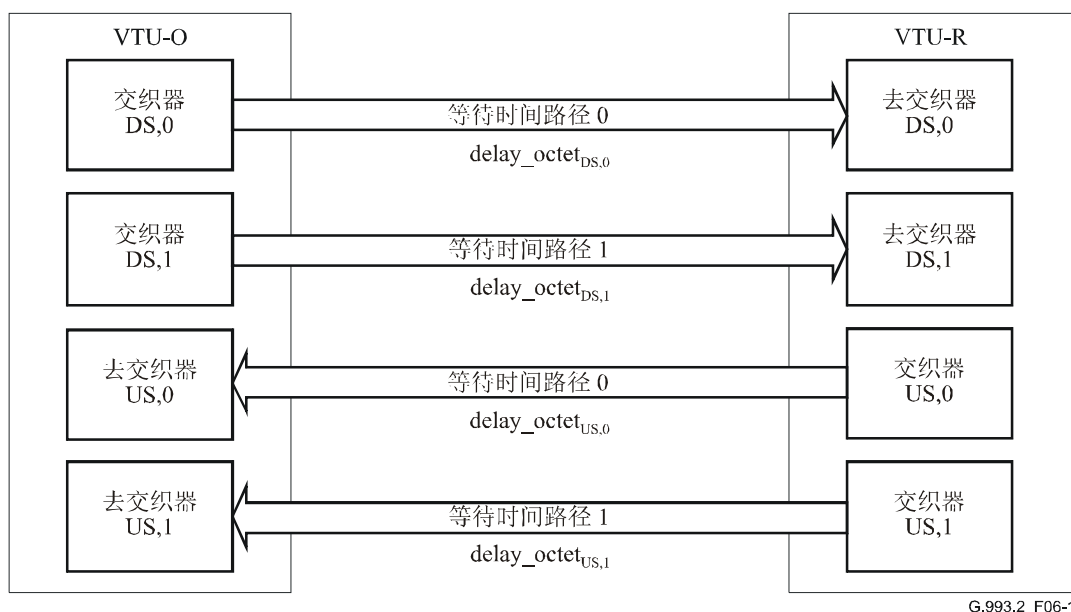 VTU-O
VTU-R
交织器
DS,0
等待时间路径 0
delay_octetDS,0
去交织器
DS,0
交织器
DS,1
等待时间路径 1
delay_octetDS,1
去交织器
DS,1
去交织器
US,0
等待时间路径 0
delay_octetUS,0
交织器
US,0
去交织器
US,1
等待时间路径 1
delay_octetUS,1
交织器
US,1